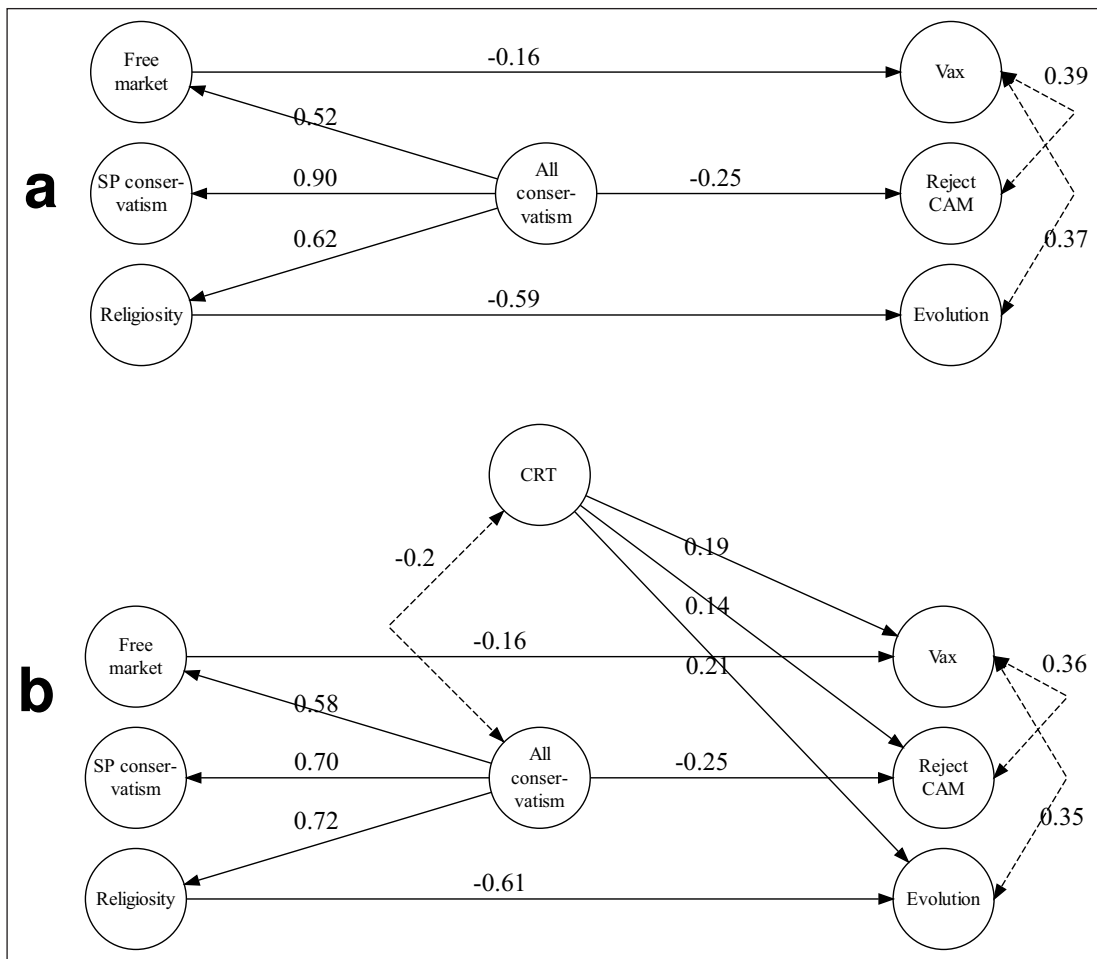 a
Free
market
-0.16
Vax
0.39
0.52
SP conser-
vatism
0.90
All
conser-
vatism
-0.25
Reject
CAM
0.62
0.37
Religiosity
-0.59
Evolution
b
CRT
-0.2
0.19
0.14
0.21
Free
market
-0.16
Vax
0.36
0.58
SP conser-
vatism
0.70
All
conser-
vatism
-0.25
Reject
CAM
0.72
0.35
Religiosity
-0.61
Evolution